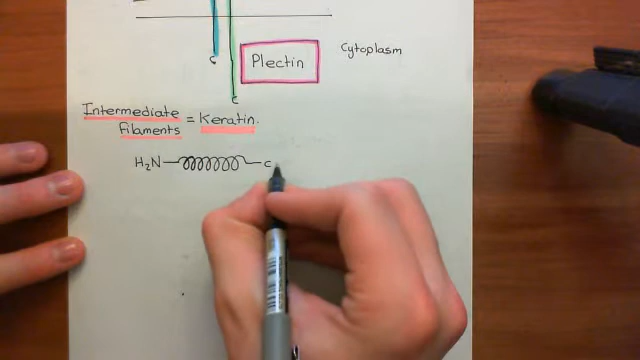 C
C
Plectin
Cytoplasm
Intermediate
Filaments = Keratin.
H₂N C